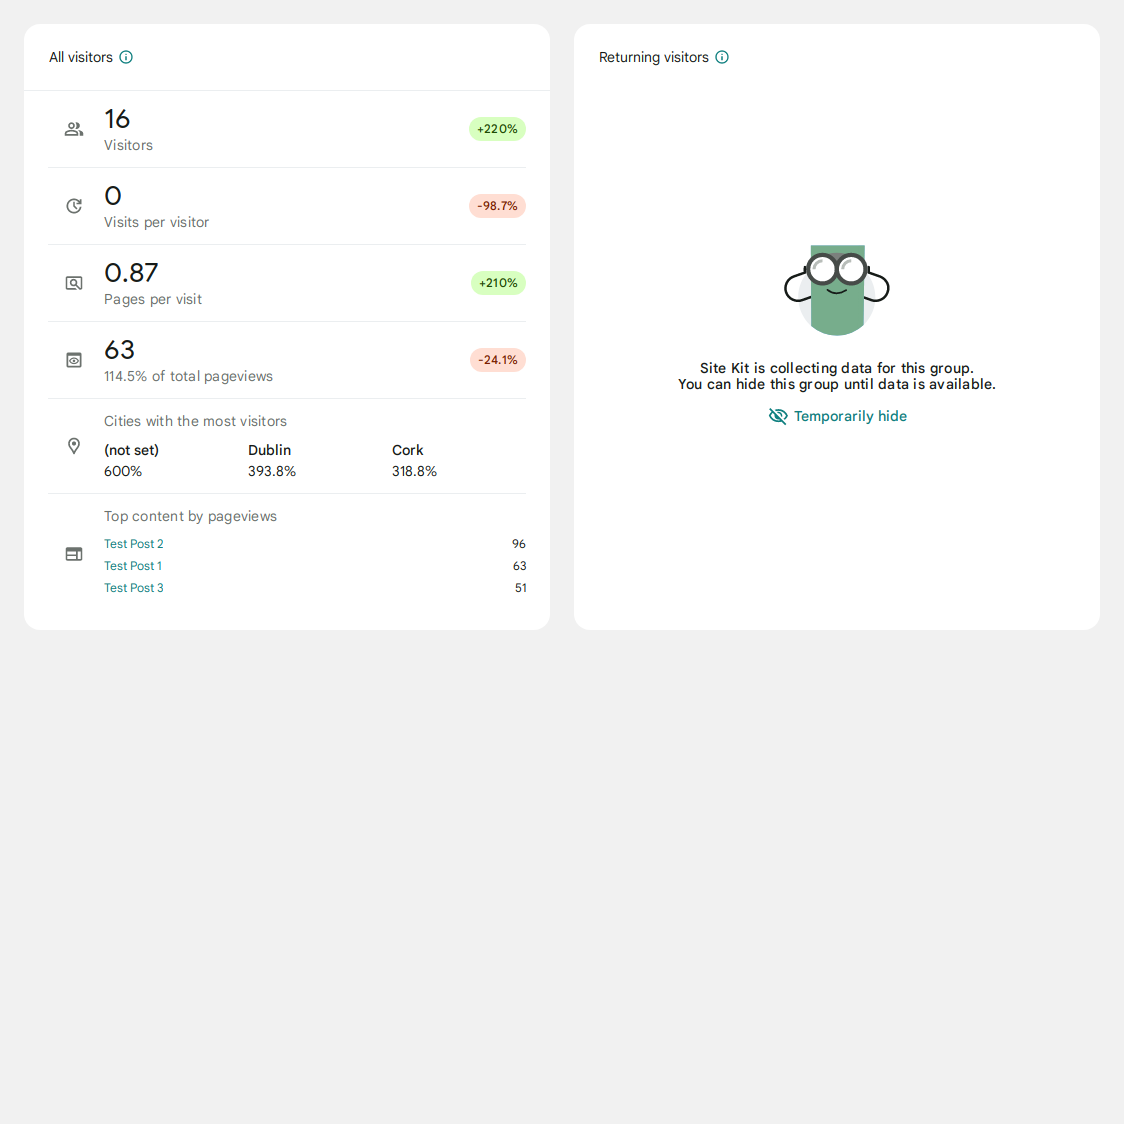 All visitors
16
Visitors
+220%
0
Visits per visitor
-98.7%
0.87
Pages per visit
+210%
63
114.5% of total pageviews
-24.1%
Cities with the most visitors
(not set) Dublin Cork
600% 393.8% 318.8%
Top content by pageviews
Test Post 2 96
Test Post 1 63
Test Post 3 51
Returning visitors
Site Kit is collecting data for this group.
You can hide this group until data is available.
Temporarily hide